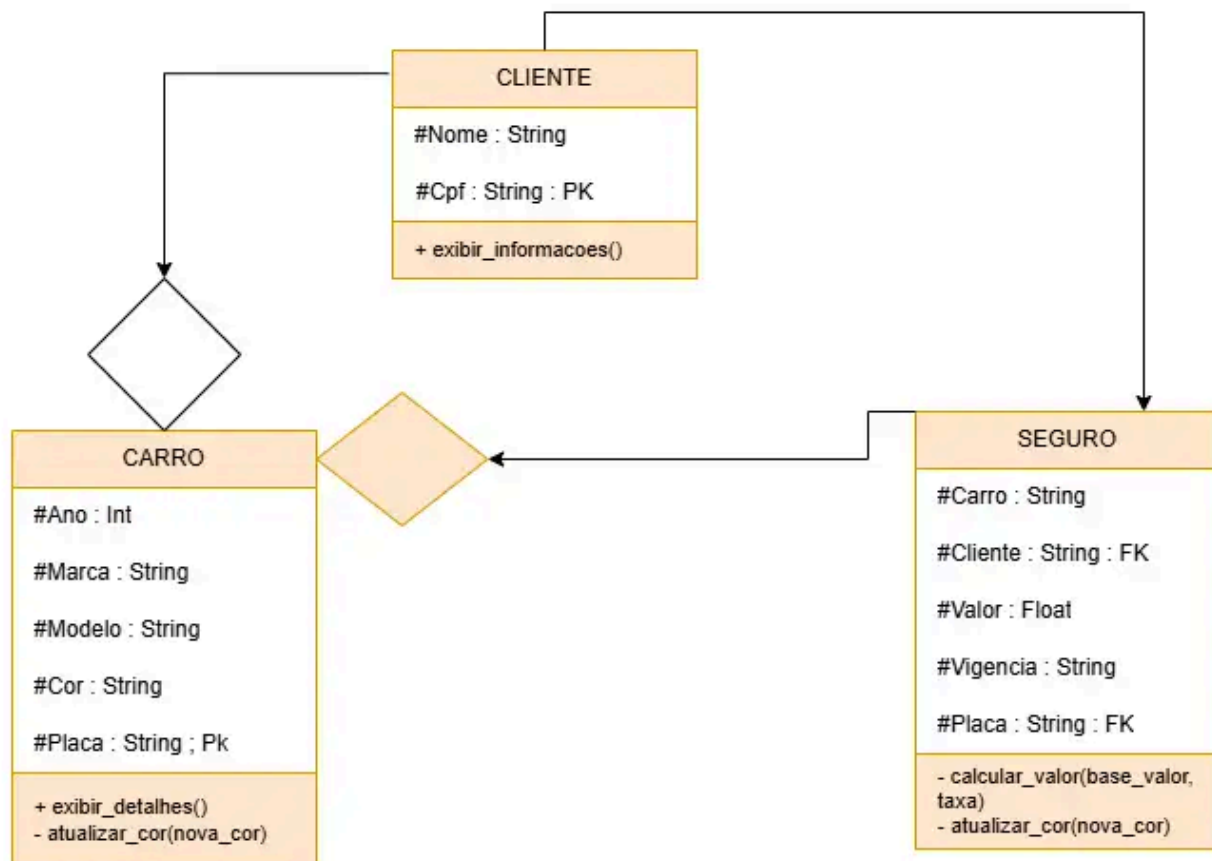 CLIENTE
#Nome : String
#Cpf : String : PK
+ exibir_informacoes()
CARRO
#Ano : Int
#Marca : String
#Modelo : String
#Cor : String
#Placa : String ; Pk
+ exibir_detalhes()
- atualizar_cor(nova_cor)
SEGURO
#Carro : String
#Cliente : String : FK
#Valor : Float
#Vigencia : String
#Placa : String : FK
- calcular_valor(base_valor,
taxa)
- atualizar_cor(nova_cor)